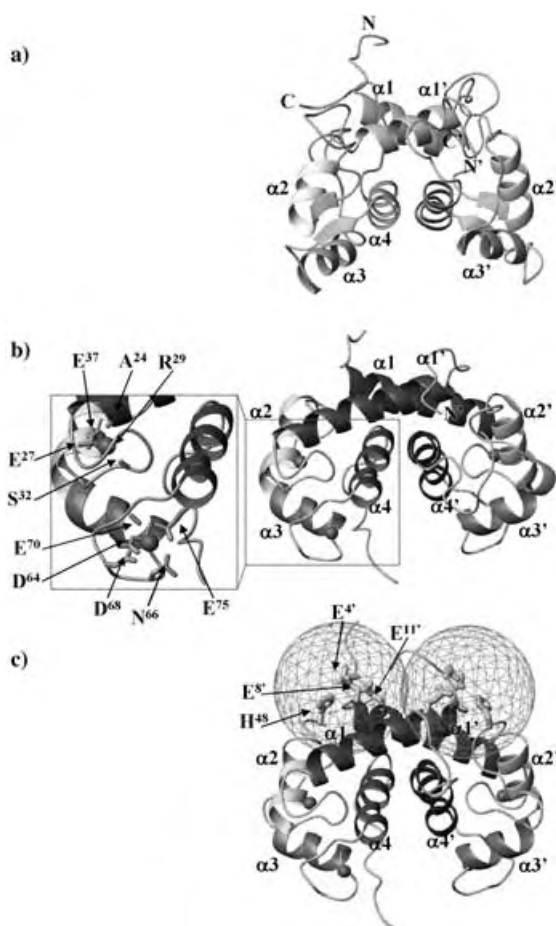 a)
N
α1 α1'
C
C'
N'
α2 α2
α4
α3 α3'
b)
E37 A24 R29
α1 α1'
α2 α2'
E27
S32
E70
α4 α4'
α3 α3'
D64
D68 N66 E75
c)
E4' E11'
E8'
H48
α1 α1'
α2 α2'
α4 α4'
α3 α3'